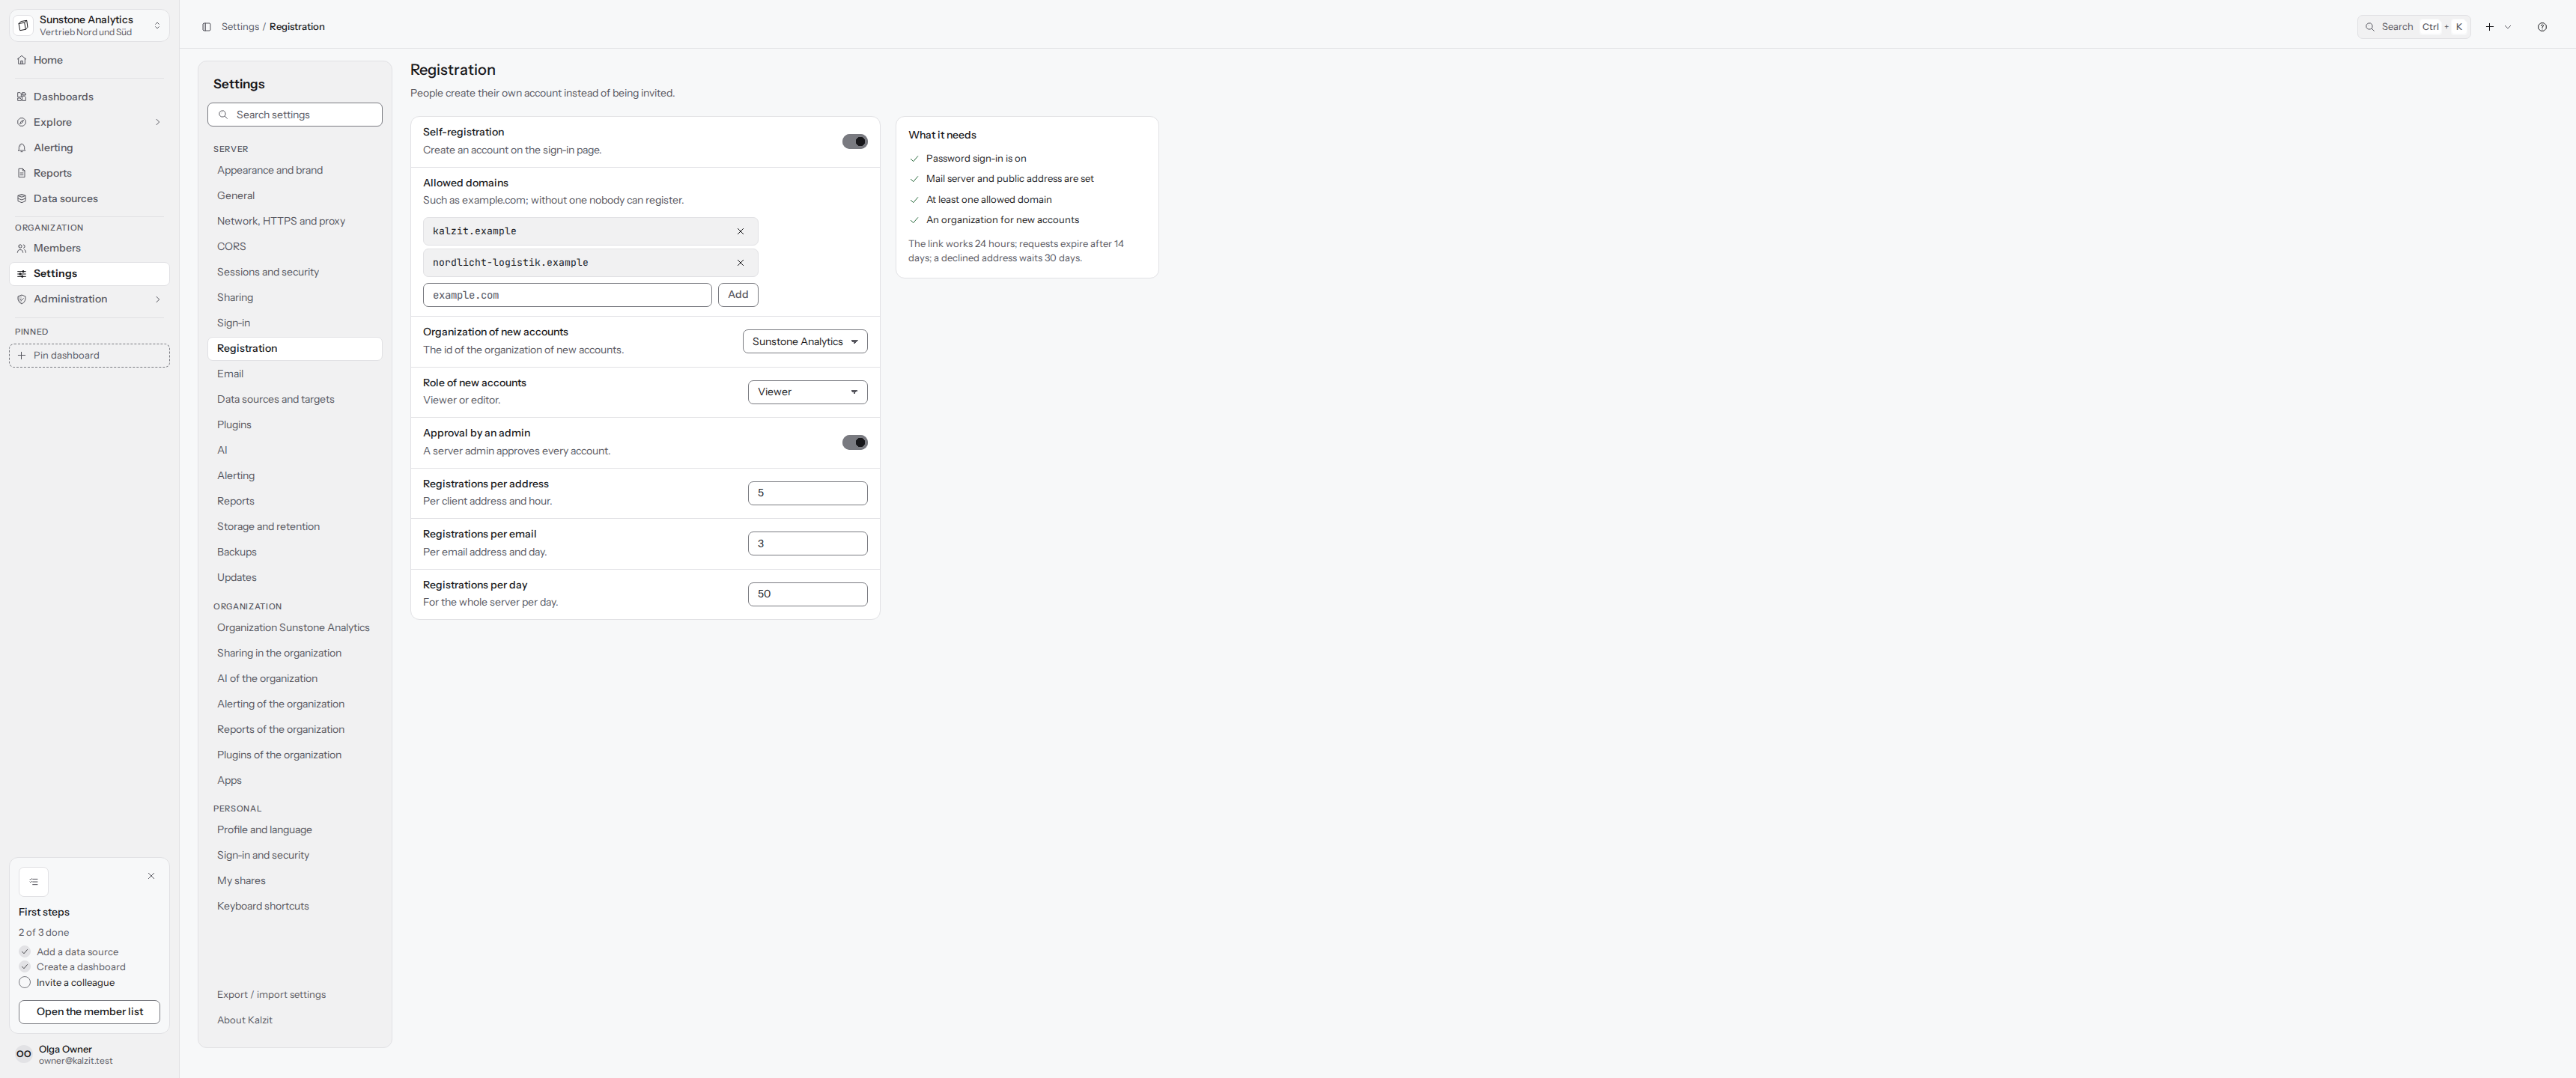 Sunstone Analytics
Vertrieb Nord und Süd
Home
Dashboards
Explore
Alerting
Reports
Data sources
ORGANIZATION
Members
Settings
Administration
PINNED
Pin dashboard
First steps
2 of 3 done
Add a data source
Create a dashboard
Invite a colleague
Open the member list
OO
Olga Owner
owner@kalzit.test
Settings / Registration
Search Ctrl + K
Settings
Search settings
SERVER
Appearance and brand
General
Network, HTTPS and proxy
CORS
Sessions and security
Sharing
Sign-in
Registration
Email
Data sources and targets
Plugins
AI
Alerting
Reports
Storage and retention
Backups
Updates
ORGANIZATION
Organization Sunstone Analytics
Sharing in the organization
AI of the organization
Alerting of the organization
Reports of the organization
Plugins of the organization
Apps
PERSONAL
Profile and language
Sign-in and security
My shares
Keyboard shortcuts
Export / import settings
About Kalzit
Registration
People create their own account instead of being invited.
Self-registration
Create an account on the sign-in page.
Allowed domains
Such as example.com; without one nobody can register.
kalzit.example
nordlicht-logistik.example
example.com
Add
Organization of new accounts
The id of the organization of new accounts.
Sunstone Analytics
Role of new accounts
Viewer or editor.
Viewer
Approval by an admin
A server admin approves every account.
Registrations per address
Per client address and hour.
5
Registrations per email
Per email address and day.
3
Registrations per day
For the whole server per day.
50
What it needs
Password sign-in is on
Mail server and public address are set
At least one allowed domain
An organization for new accounts
The link works 24 hours; requests expire after 14
days; a declined address waits 30 days.